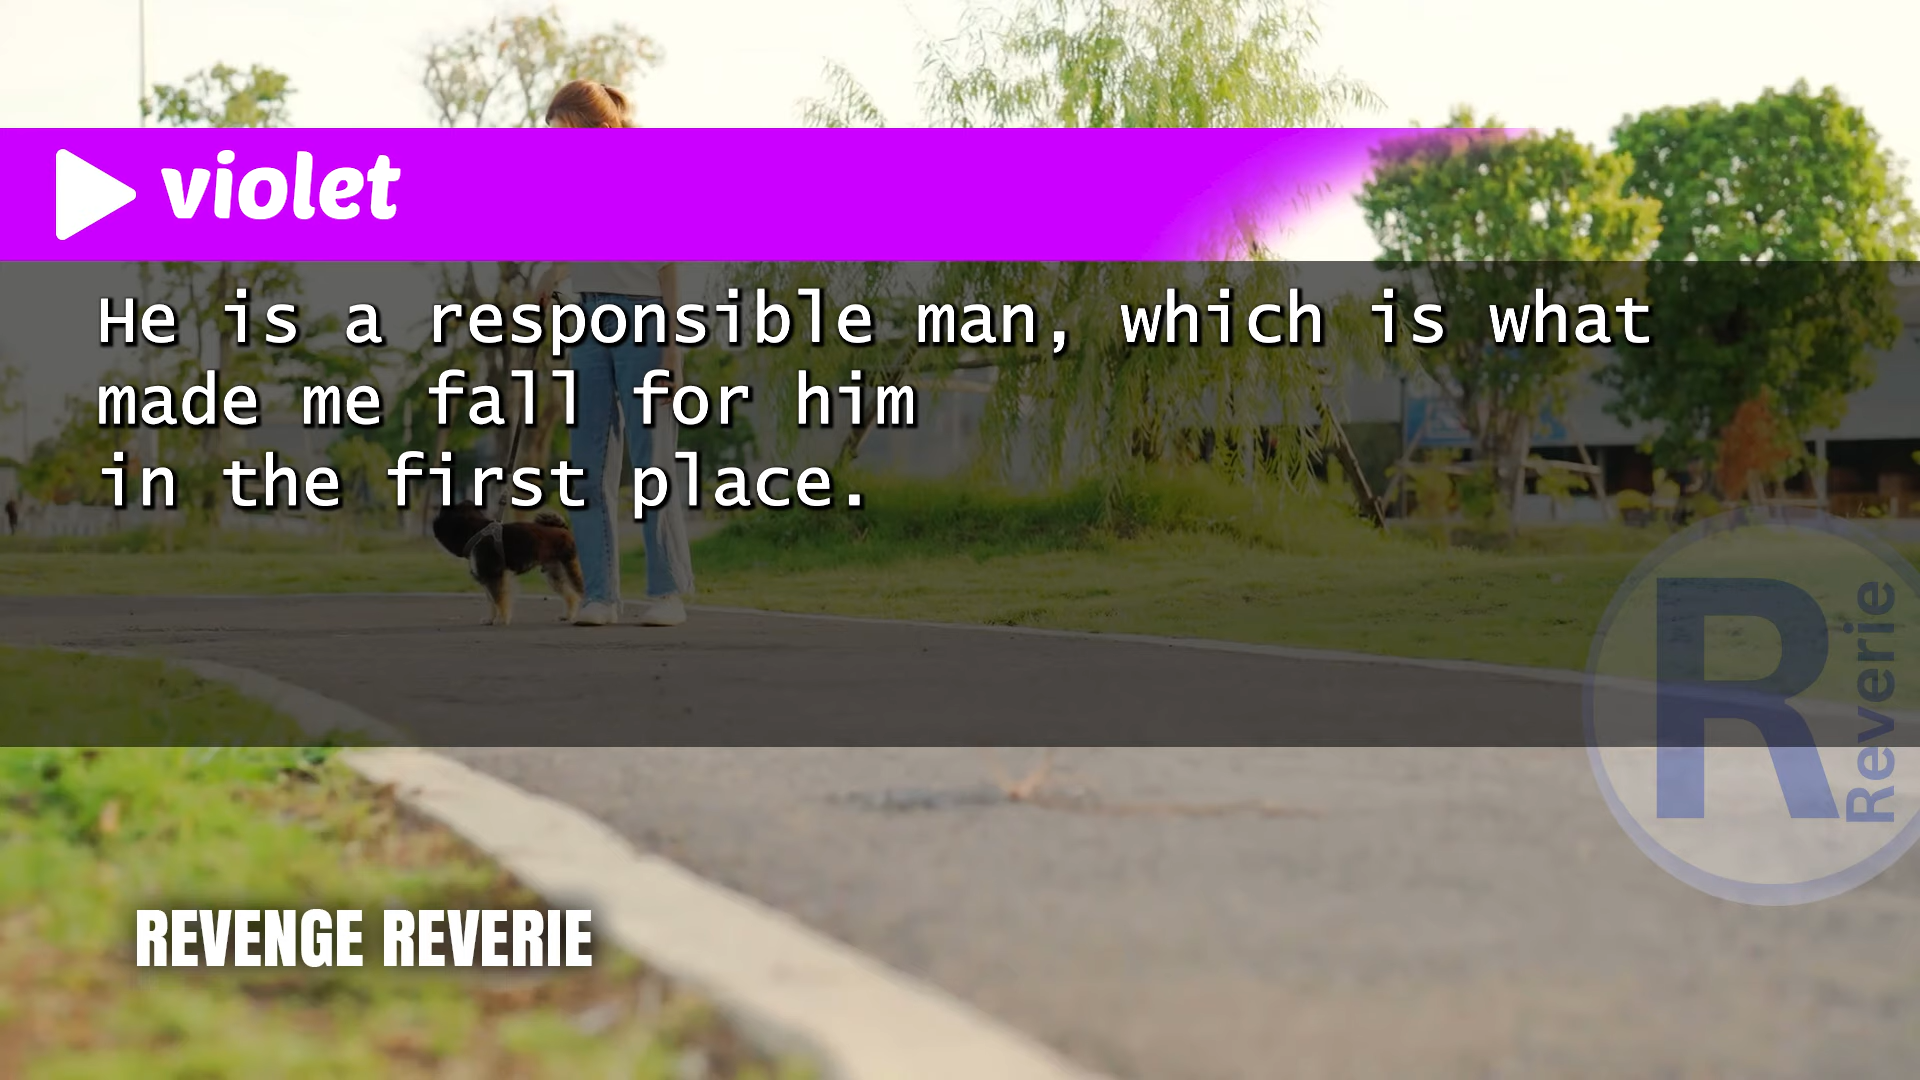 violet
He is a responsible man, which is what
made me fall for him
in the first place.
R
Reverie
REVENGE REVERIE